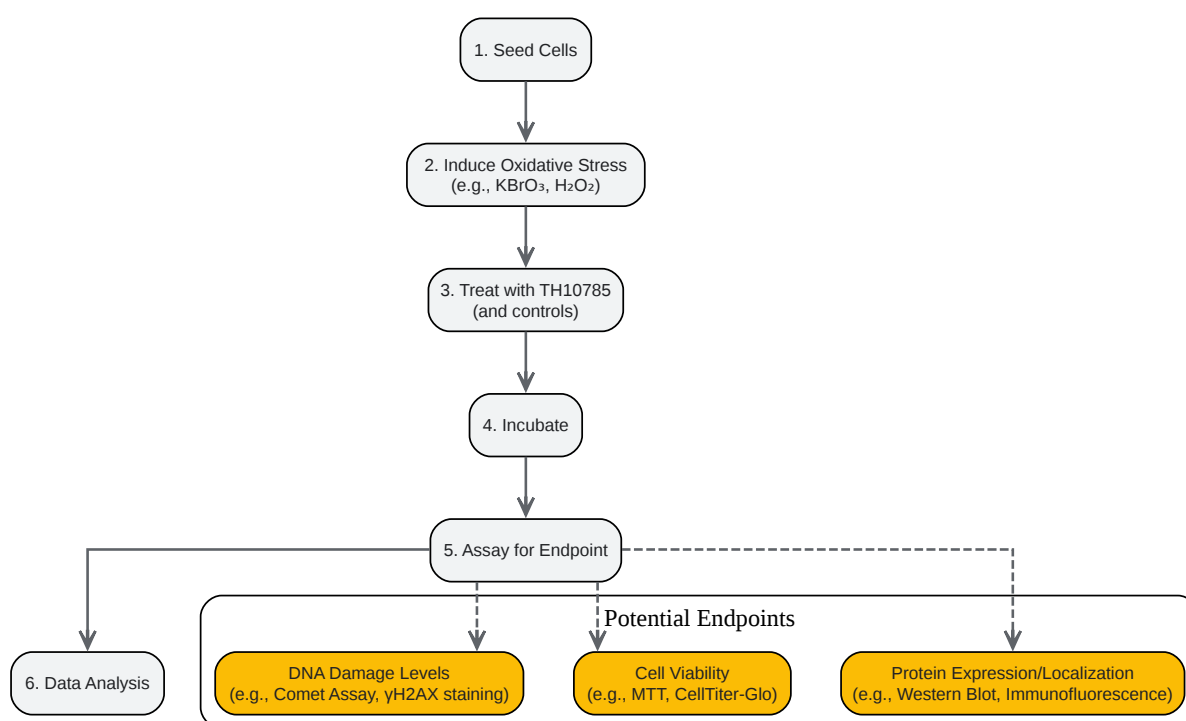 1. Seed Cells
2. Induce Oxidative Stress
(e.g., KBrO₃, H₂O₂)
3. Treat with TH10785
(and controls)
4. Incubate
5. Assay for Endpoint
Potential Endpoints
6. Data Analysis
DNA Damage Levels
(e.g., Comet Assay, γH2AX staining)
Cell Viability
(e.g., MTT, CellTiter-Glo)
Protein Expression/Localization
(e.g., Western Blot, Immunofluorescence)